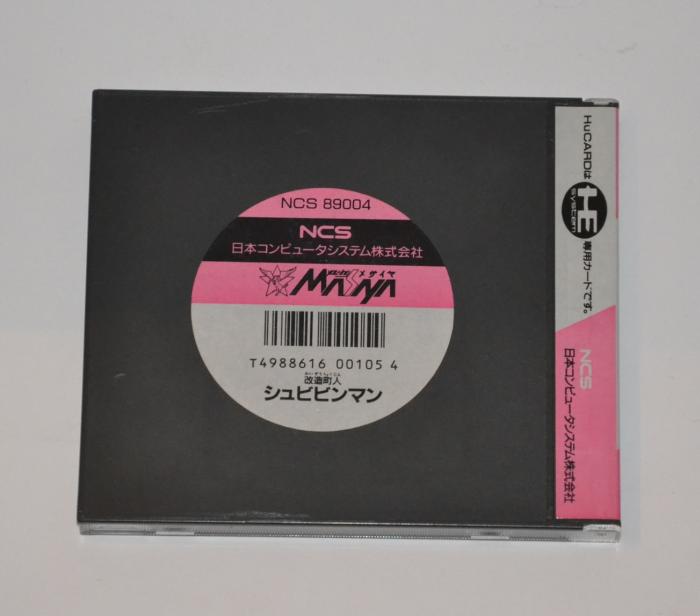 NCS 89004
NCS
日本コンピュータシステム株式会社
メサイヤ
MASAYA
T4988616 00105 4
かいぞうちょうにん
改造町人
シュビビンマン
HuCARDは
HE
system
専用カードです。
NCS
日本コンピュータシステム株式会社